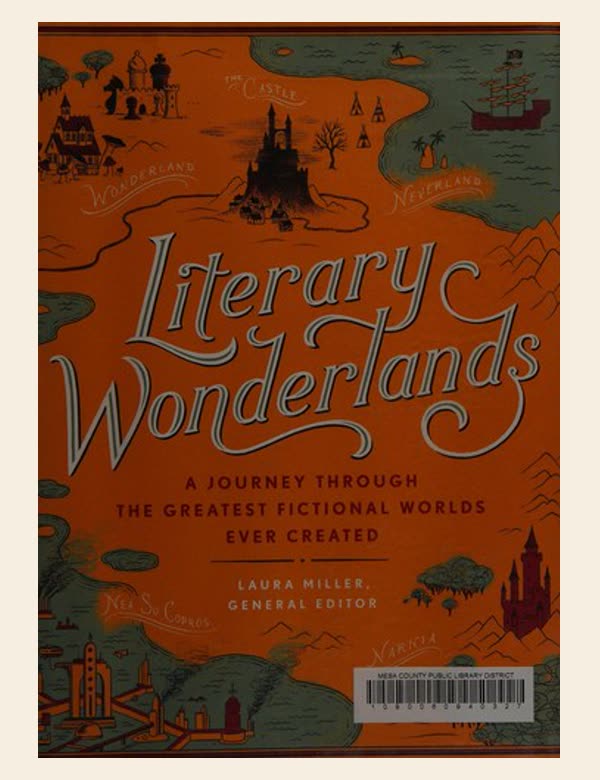 THE CASTLE
WONDERLAND
NEVERLAND
Literary
Wonderlands
A JOURNEY THROUGH
THE GREATEST FICTIONAL WORLDS
EVER CREATED
LAURA MILLER,
GENERAL EDITOR
NEA SO COPROS
NARNIA
MESA COUNTY PUBLIC LIBRARY DISTRICT